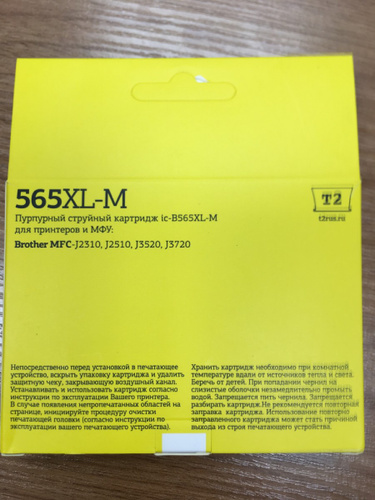 565XL-M
Пурпурный струйный картридж ic-B565XL-M
для принтеров и МФУ:
Brother MFC-J2310, J2510, J3520, J3720
T2
t2rus.ru
Непосредственно перед установкой в печатающее
устройство, вскрыть упаковку картриджа и удалить
защитную чеку, закрывающую воздушный канал.
Устанавливать и использовать картридж согласно
инструкции по эксплуатации Вашего принтера.
В случае появления непропечатанных областей на
странице, инициируйте процедуру очистки
печатающей головки (согласно инструкции по
эксплуатации вашего печатающего устройства).
Хранить картридж необходимо при комнатной
температуре вдали от источников тепла и света.
Беречь от детей. При попадании чернил на
слизистые оболочки незамедлительно промыть
водой. Запрещается пить чернила. Запрещается
разбирать картридж.Не рекомендуется повторная
заправка картриджа. Использование повторно
заправленного картриджа может стать причиной
выхода из строя печатающего устройства.